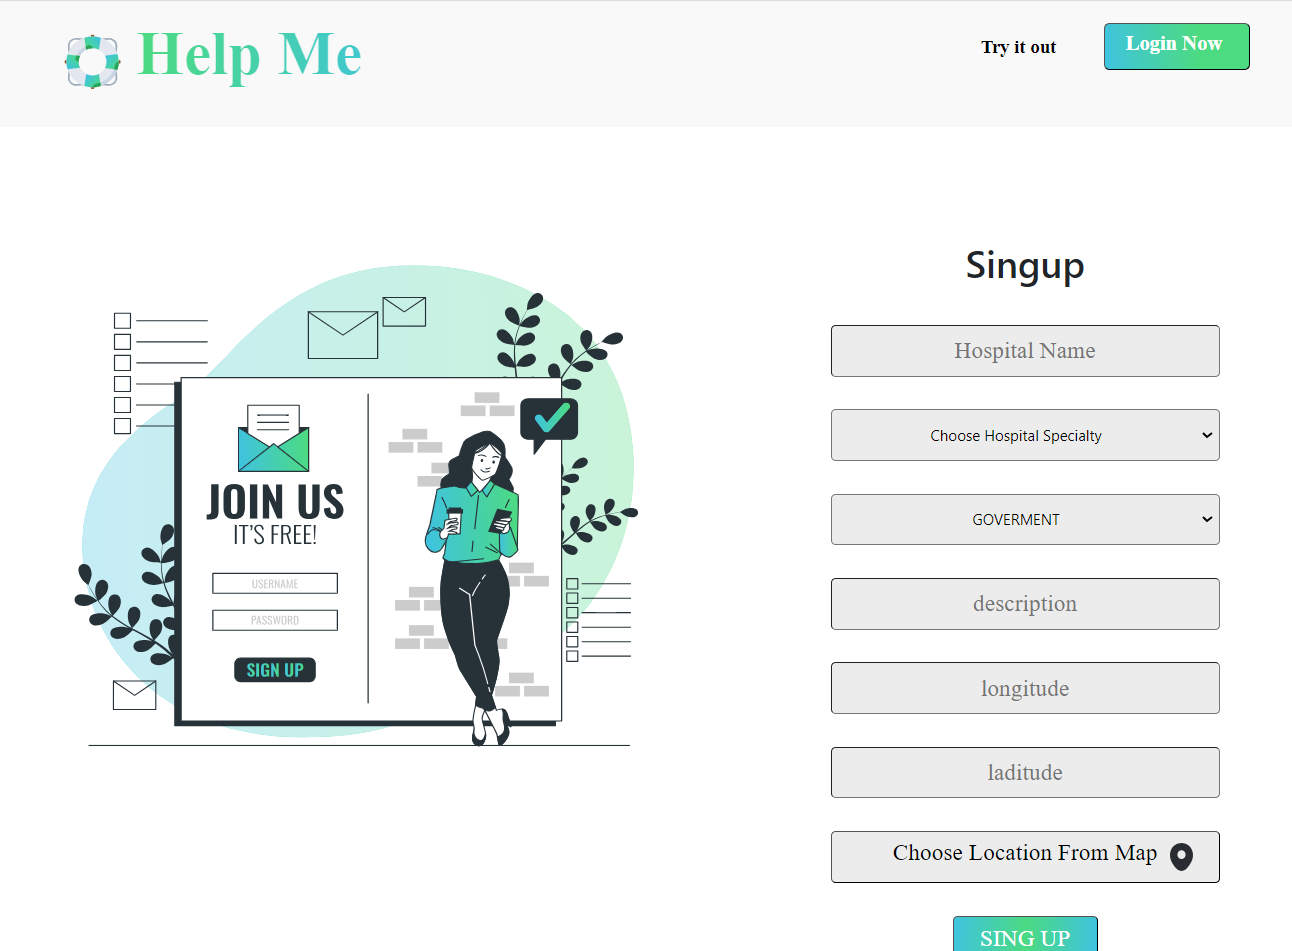 Help Me
Try it out
Login Now
Singup
Hospital Name
Choose Hospital Specialty
GOVERMENT
description
longitude
laditude
Choose Location From Map
SING UP
JOIN US
IT'S FREE!
USERNAME
PASSWORD
SIGN UP